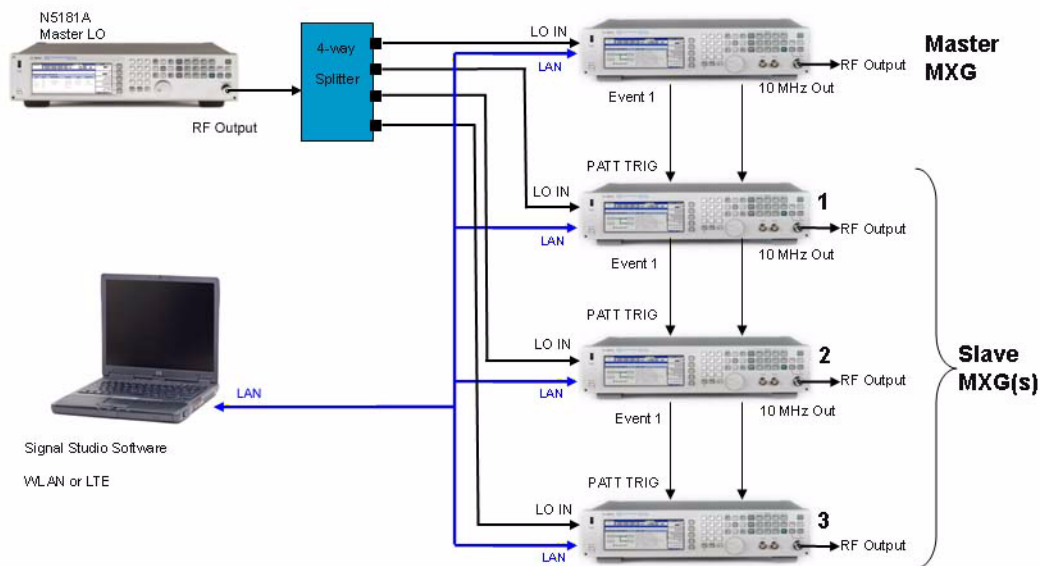 N5181A
Master LO
RF Output
4-way
Splitter
LO IN
LAN
RF Output
Master
MXG
Event 1
10 MHz Out
PATT TRIG
LO IN
LAN
1
RF Output
Event 1
10 MHz Out
PATT TRIG
LO IN
LAN
2
RF Output
Slave
MXG(s)
Event 1
10 MHz Out
PATT TRIG
LO IN
LAN
3
RF Output
LAN
Signal Studio Software
WLAN or LTE